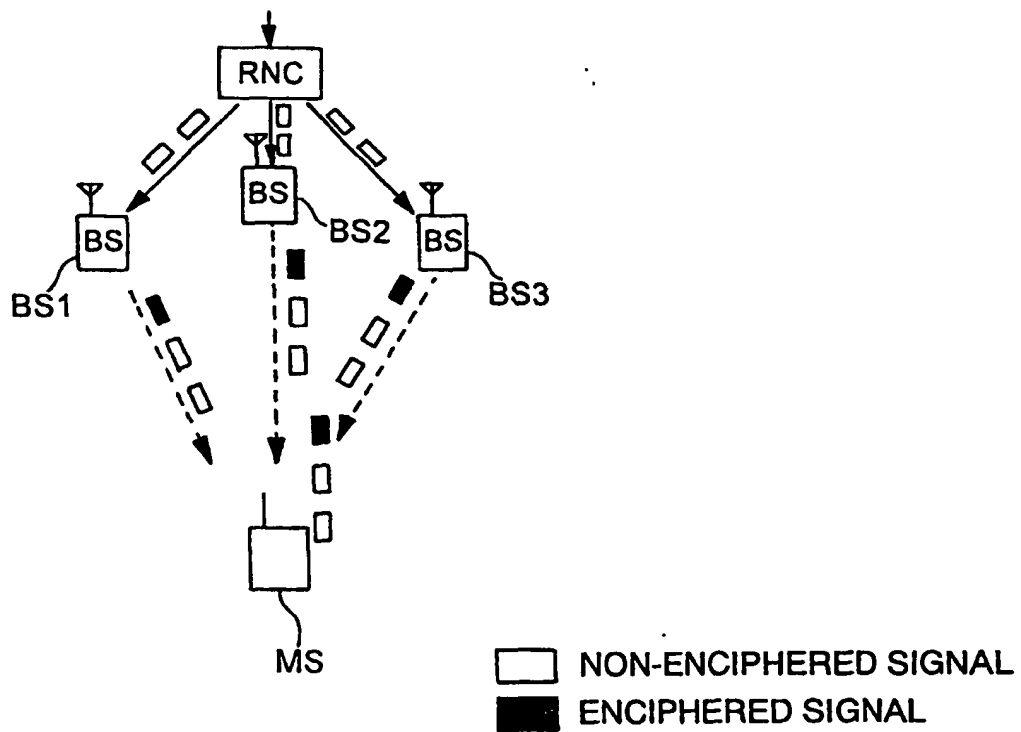 RNC
BS
BS2
BS
BS1
BS
BS3
MS
NON-ENCIPHERED SIGNAL
ENCIPHERED SIGNAL